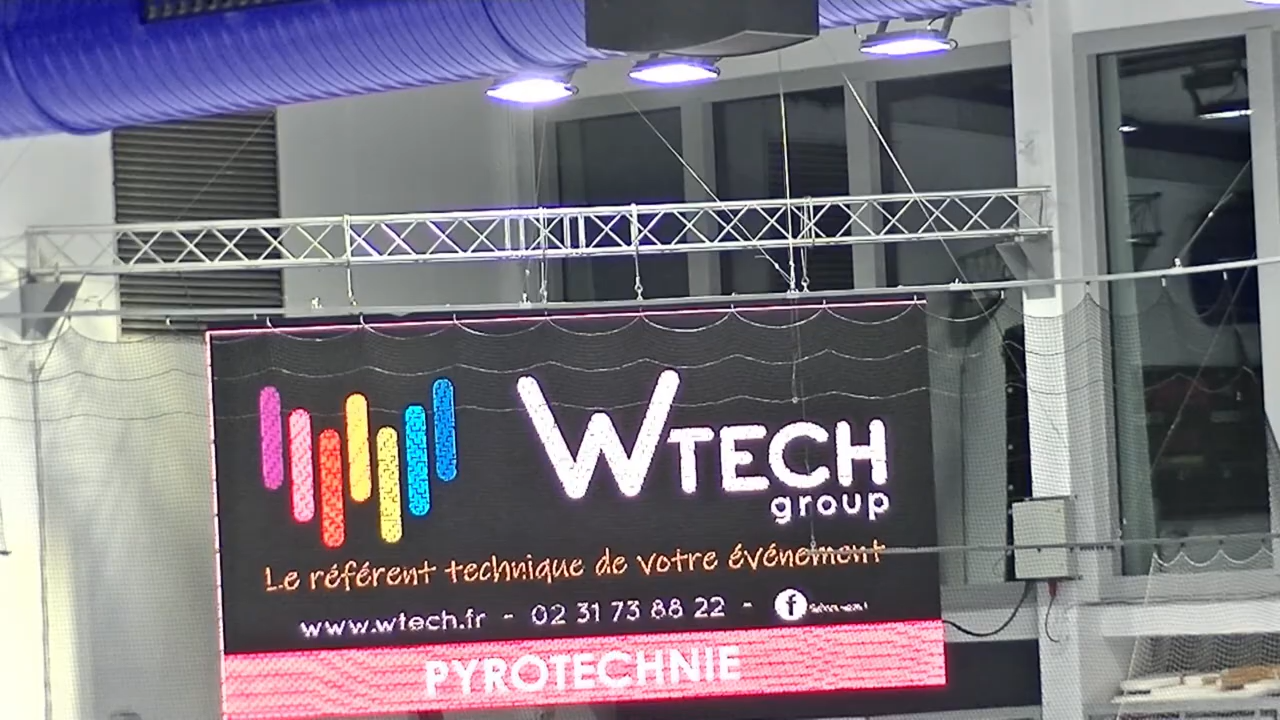 WTECH
group
Le référent technique de votre événement
www.wtech.fr - 02 31 73 88 22 - f
PYROTECHNIE